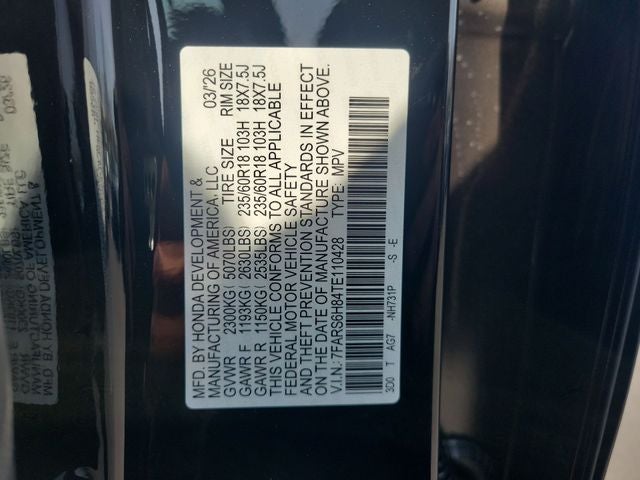 MFD. BY HONDA DEVELOPMENT &
MANUFACTURING OF AMERICA, LLC 03/'26
GVWR 2300KG( 5070LBS) TIRE SIZE RIM SIZE
GAWR F 1193KG( 2630LBS) 235/60R18 103H 18X7.5J
GAWR R 1150KG( 2535LBS) 235/60R18 103H 18X7.5J
THIS VEHICLE CONFORMS TO ALL APPLICABLE
FEDERAL MOTOR VEHICLE SAFETY
AND THEFT PREVENTION STANDARDS IN EFFECT
ON THE DATE OF MANUFACTURE SHOWN ABOVE.
V.I.N.: 7FARS6H84TE110428 TYPE: MPV
3D0 T AG7 -NH731P -S -E